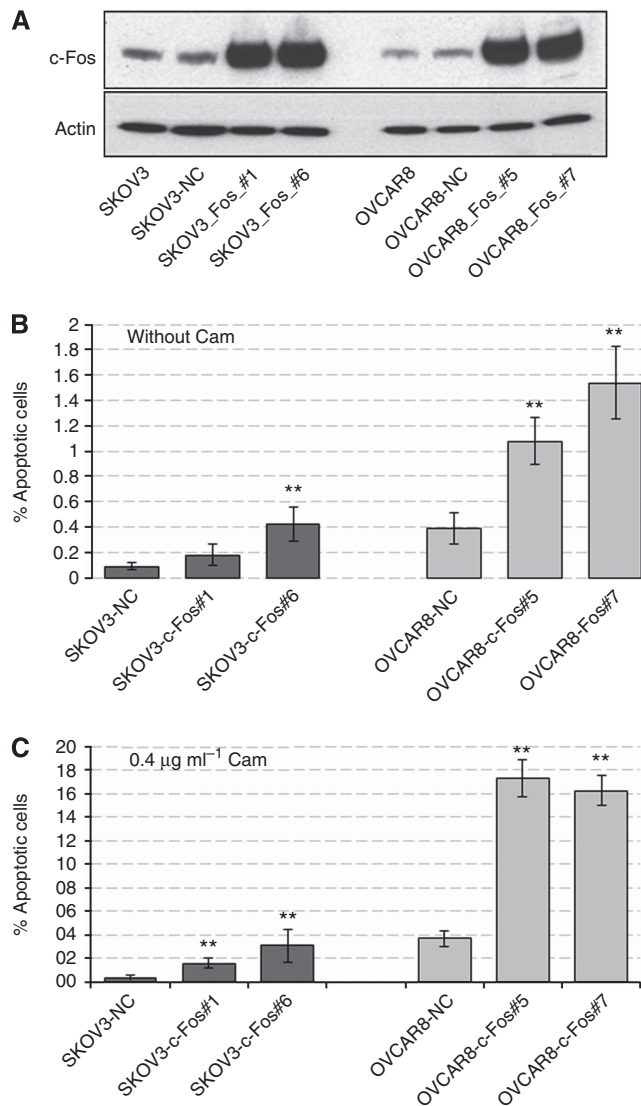 A
c-Fos
Actin
SKOV3
SKOV3-NC
SKOV3_Fos_#1
SKOV3_Fos_#6
OVCAR8
OVCAR8-NC
OVCAR8_Fos_#5
OVCAR8_Fos_#7
B
% Apoptotic cells
2
1.8
1.6
1.4
1.2
1
0.8
0.6
0.4
0.2
0
Without Cam
**
**
**
SKOV3-NC
SKOV3-c-Fos#1
SKOV3-c-Fos#6
OVCAR8-NC
OVCAR8-c-Fos#5
OVCAR8-Fos#7
C
% Apoptotic cells
20
18
16
14
12
10
08
06
04
02
00
0.4 µg ml⁻¹ Cam
**
**
**
**
SKOV3-NC
SKOV3-c-Fos#1
SKOV3-c-Fos#6
OVCAR8-NC
OVCAR8-c-Fos#5
OVCAR8-c-Fos#7